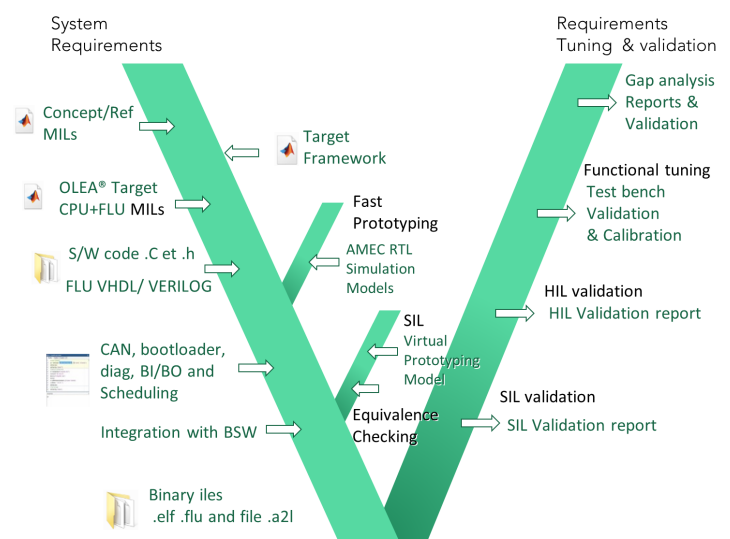 System
Requirements
Requirements
Tuning & validation
Concept/Ref
MILs
Target
Framework
OLEA® Target
CPU+FLU MILs
S/W code .C et .h
FLU VHDL/ VERILOG
Fast
Prototyping
AMEC RTL
Simulation
Models
CAN, bootloader,
diag, BI/BO and
Scheduling
SIL
Virtual
Prototyping
Model
Equivalence
Checking
Integration with BSW
Binary iles
.elf .flu and file .a2l
Gap analysis
Reports &
Validation
Functional tuning
Test bench
Validation
& Calibration
HIL validation
HIL Validation report
SIL validation
SIL Validation report